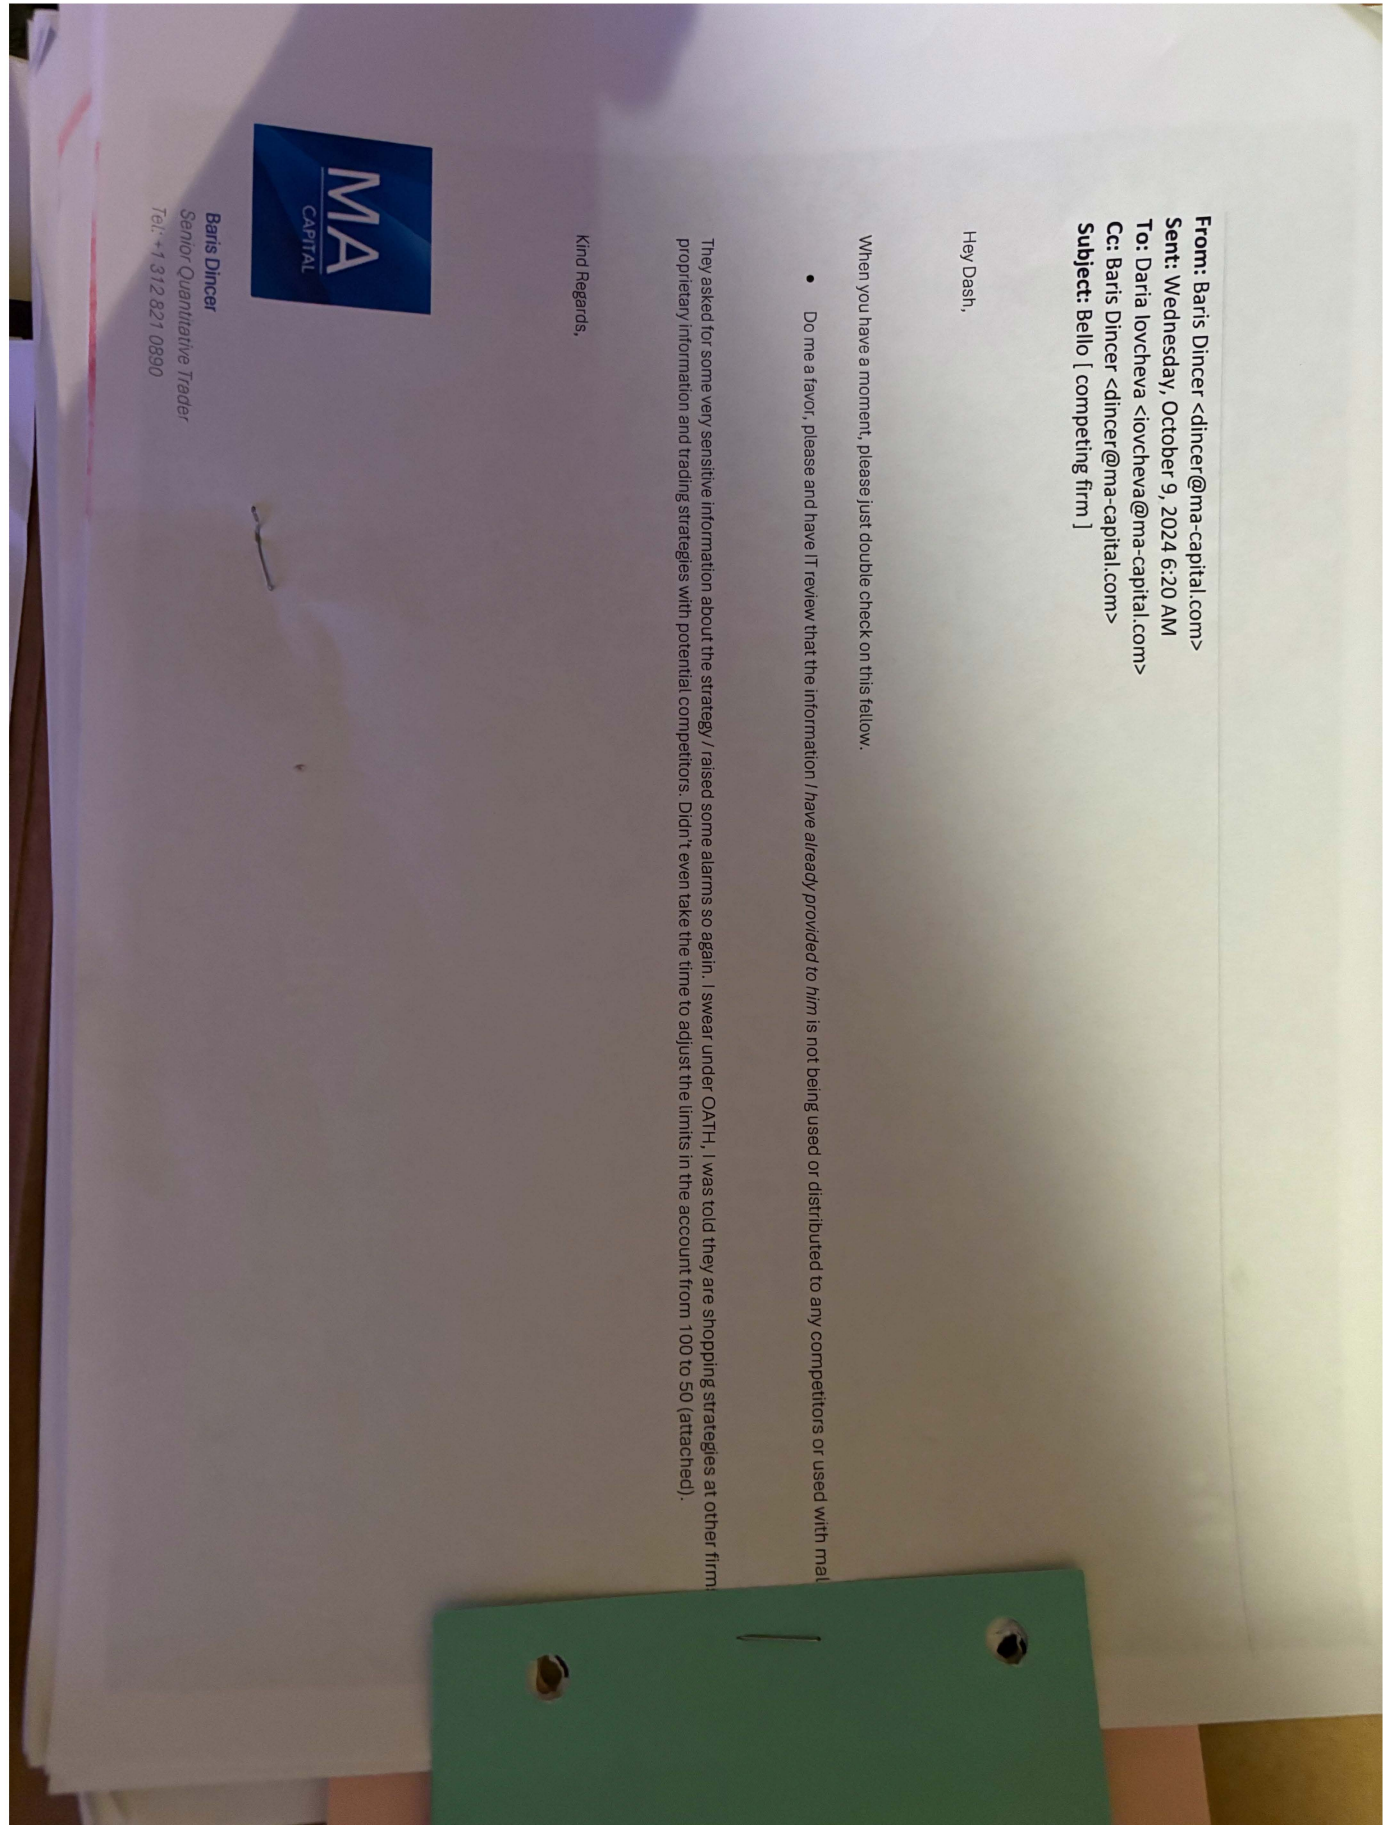 From: Baris Dincer <dincer@ma-capital.com>
Sent: Wednesday, October 9, 2024 6:20 AM
To: Daria Iovcheva <iovcheva@ma-capital.com>
Cc: Baris Dincer <dincer@ma-capital.com>
Subject: Bello [ competing firm ]
Hey Dash,
When you have a moment, please just double check on this fellow.
• Do me a favor, please and have IT review that the information I have already provided to him is not being used or distributed to any competitors or used with mal
They asked for some very sensitive information about the strategy / raised some alarms so again. I swear under OATH, I was told they are shopping strategies at other firm
proprietary information and trading strategies with potential competitors. Didn't even take the time to adjust the limits in the account from 100 to 50 (attached).
Kind Regards,
MA
CAPITAL
Baris Dincer
Senior Quantitative Trader
Tel: +1 312 821 0890